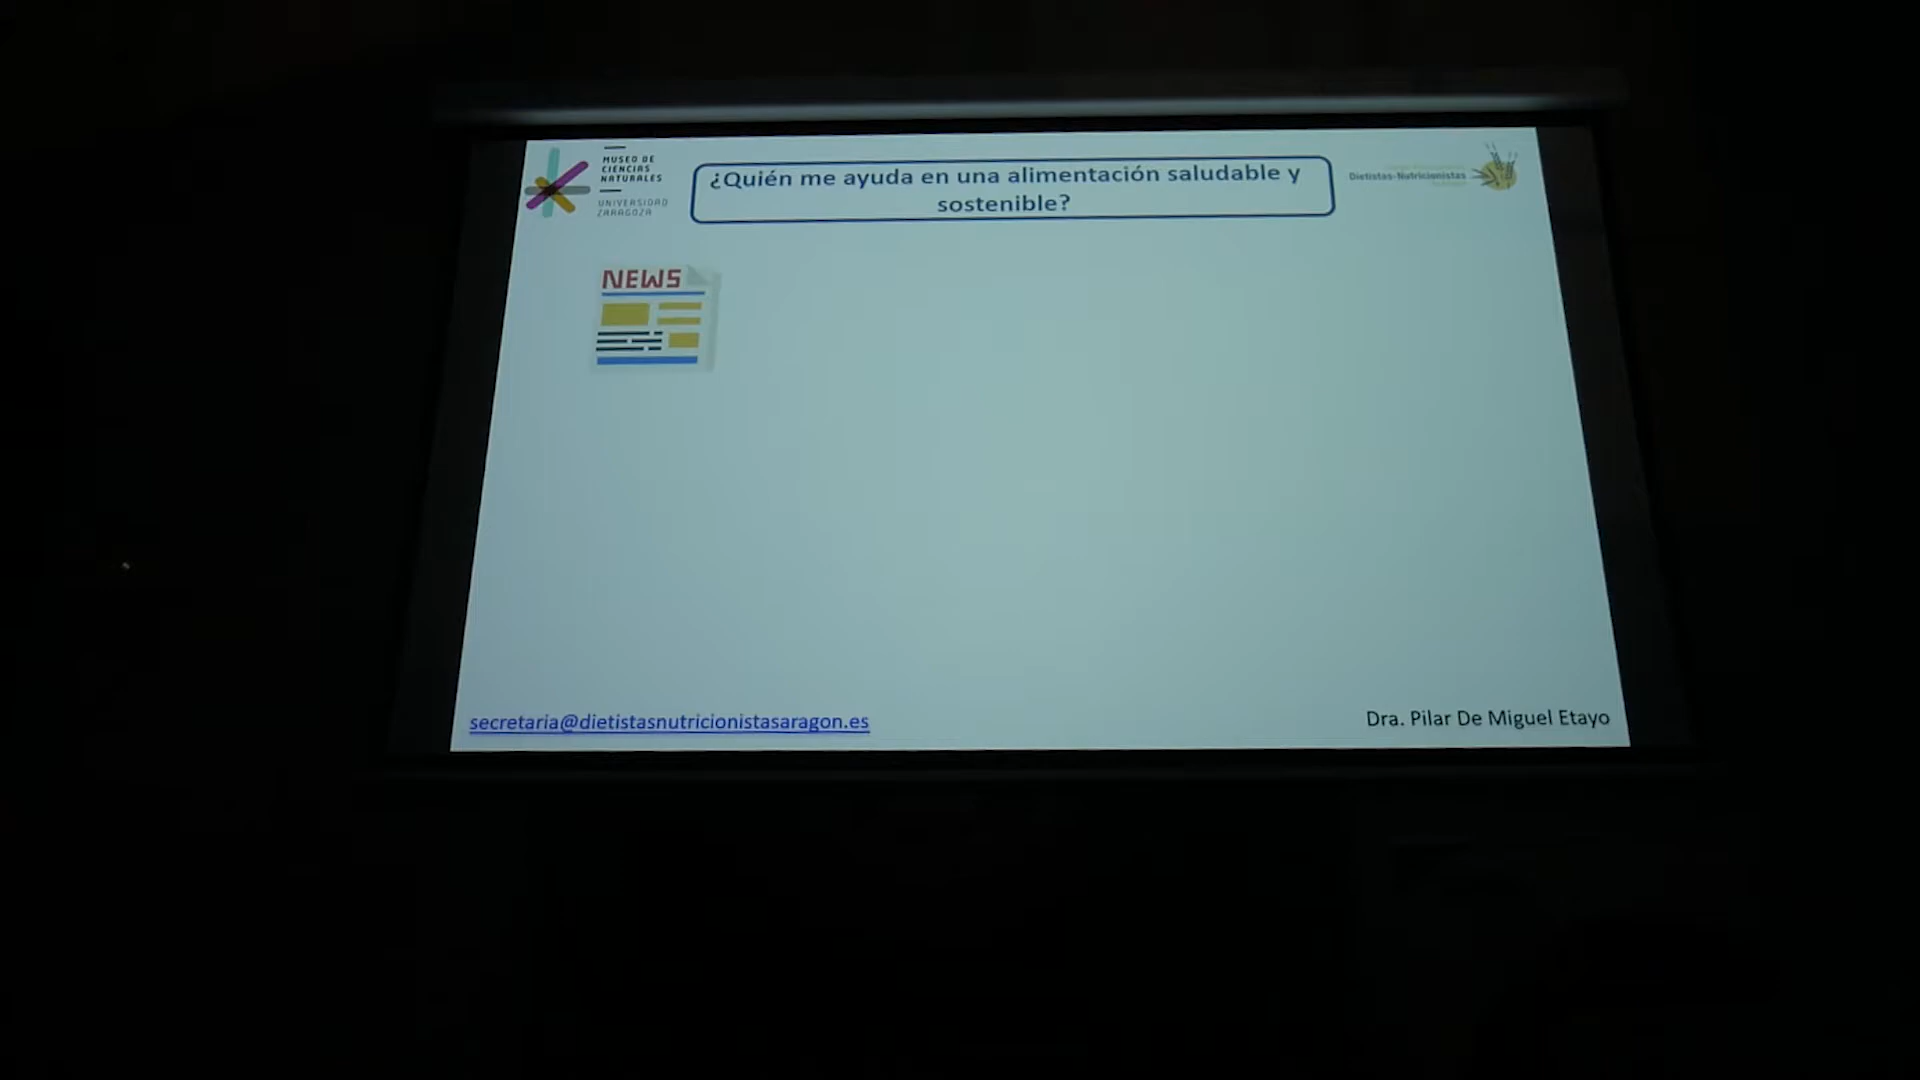 MUSEO DE
CIENCIAS
NATURALES
UNIVERSIDAD
ZARAGOZA
¿Quién me ayuda en una alimentación saludable y
sostenible?
Dietistas-Nutricionistas
NEWS
secretaria@dietistasnutricionistasaragon.es
Dra. Pilar De Miguel Etayo